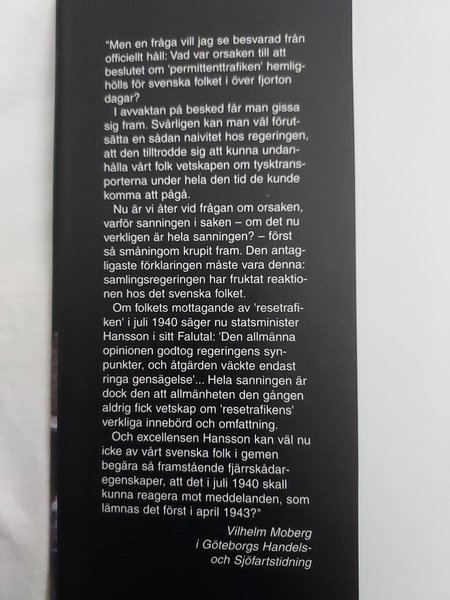 "Men en fråga vill jag se besvarad från
officiellt håll: Vad var orsaken till att
beslutet om 'permittenttrafiken' hemlig-
hölls för svenska folket i över fjorton
dagar?
I avvaktan på besked får man gissa
sig fram. Svårligen kan man väl förut-
sätta en sådan naivitet hos regeringen,
att den tilltrodde sig att kunna undan-
hålla vårt folk vetskapen om tysktrans-
porterna under hela den tid de kunde
komma att pågå.
Nu är vi åter vid frågan om orsaken,
varför sanningen i saken – om det nu
verkligen är hela sanningen? – först
så småningom krupit fram. Den antag-
ligaste förklaringen måste vara denna:
samlingsregeringen har fruktat reaktio-
nen hos det svenska folket.
Om folkets mottagande av 'resetrafi-
ken' i juli 1940 säger nu statsminister
Hansson i sitt Falutal: 'Den allmänna
opinionen godtog regeringens syn-
punkter, och åtgärden väckte endast
ringa gensägelse'... Hela sanningen är
dock den att allmänheten den gången
aldrig fick vetskap om 'resetrafikens'
verkliga innebörd och omfattning.
Och excellensen Hansson kan väl nu
icke av vårt svenska folk i gemen
begära så framstående fjärrskådar-
egenskaper, att det i juli 1940 skall
kunna reagera mot meddelanden, som
lämnas det först i april 1943?"
Vilhelm Moberg
i Göteborgs Handels-
och Sjöfartstidning